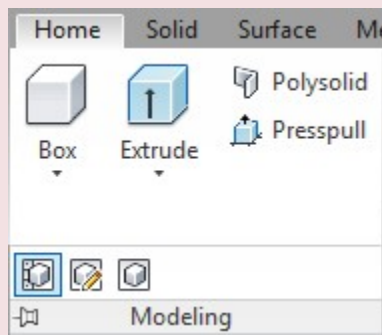 Home Solid Surface
Polysolid
Presspull
Box Extrude
Modeling